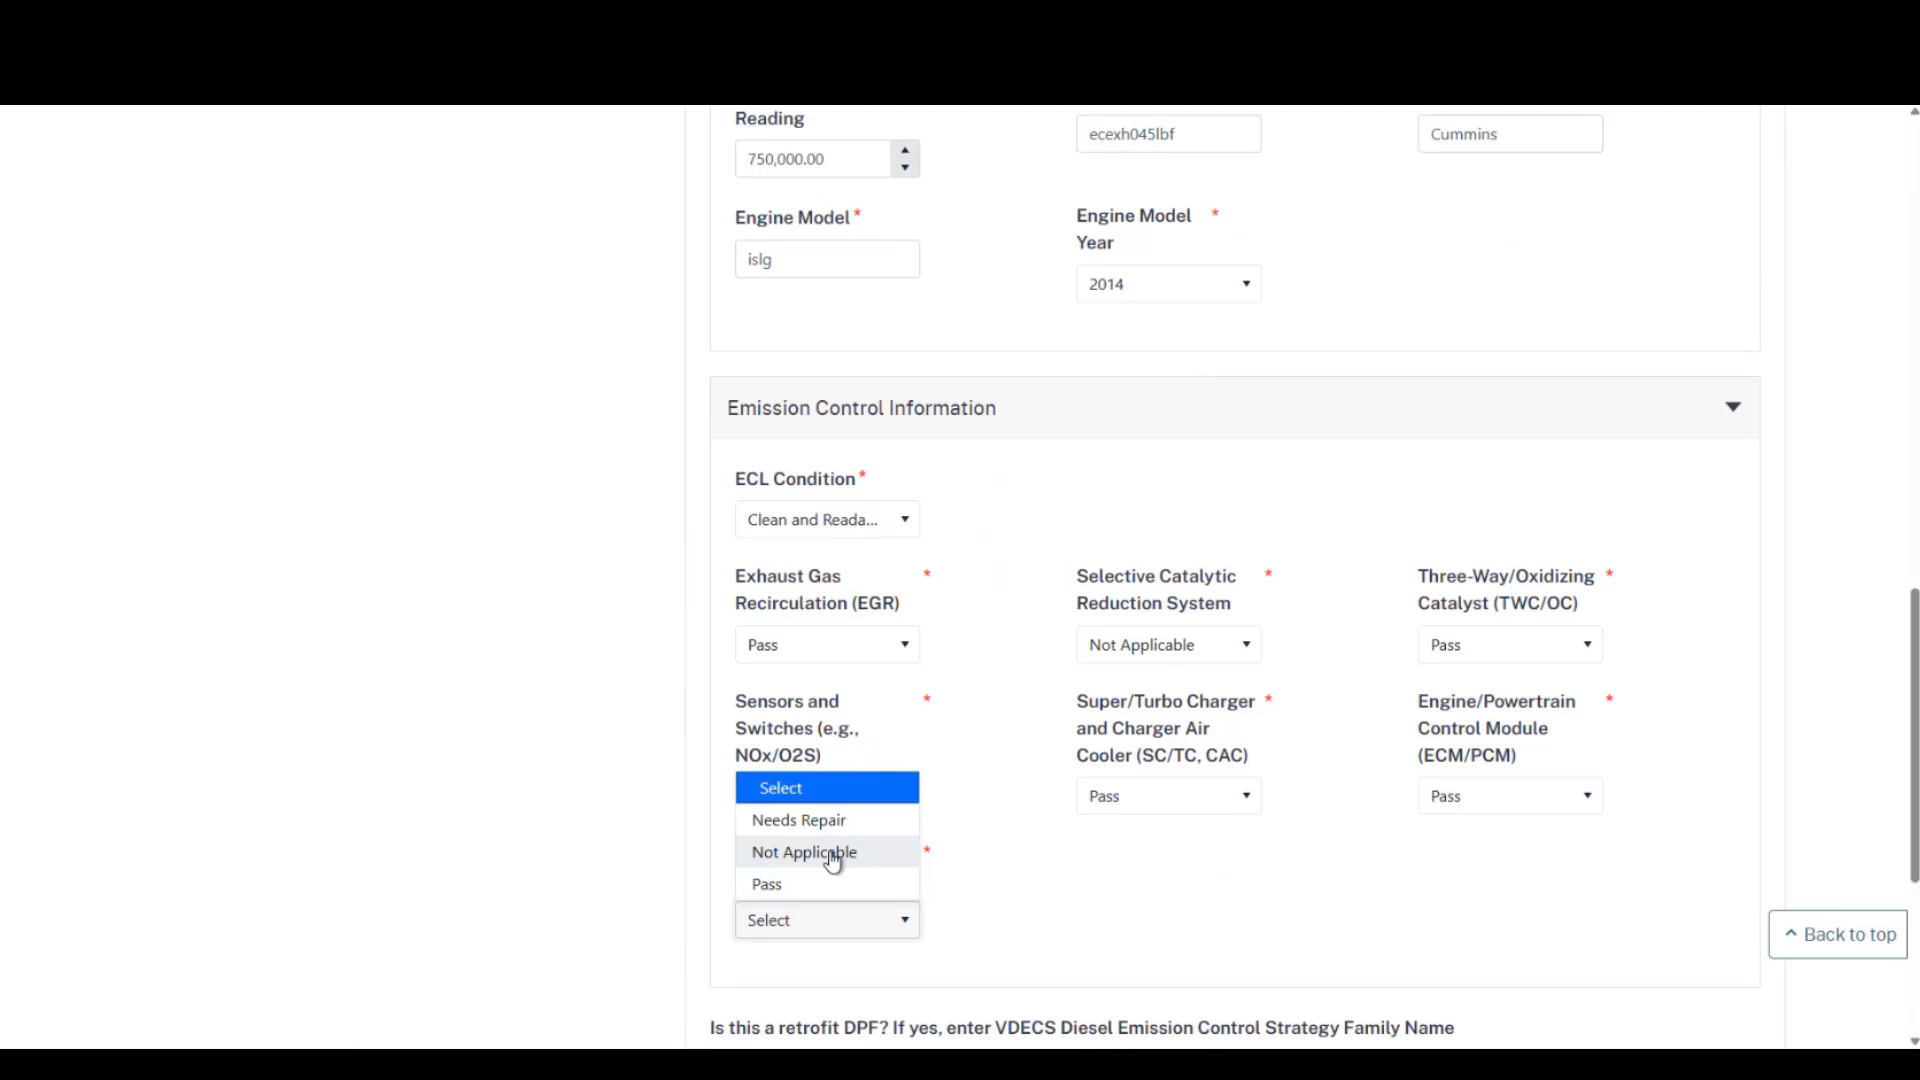 Reading
750,000.00
ecexh045lbf
Cummins
Engine Model *
islg
Engine Model *
Year
2014
Emission Control Information
ECL Condition *
Clean and Reada...
Exhaust Gas *
Recirculation (EGR)
Pass
Selective Catalytic *
Reduction System
Not Applicable
Three-Way/Oxidizing *
Catalyst (TWC/OC)
Pass
Sensors and *
Switches (e.g.,
NOx/O2S)
Super/Turbo Charger *
and Charger Air
Cooler (SC/TC, CAC)
Pass
Engine/Powertrain *
Control Module
(ECM/PCM)
Pass
Select
Needs Repair
Not Applicable
*
Pass
Select
Back to top
Is this a retrofit DPF? If yes, enter VDECS Diesel Emission Control Strategy Family Name